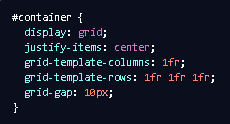 #container {
  display: grid;
  justify-items: center;
  grid-template-columns: 1fr;
  grid-template-rows: 1fr 1fr 1fr;
  grid-gap: 10px;
}